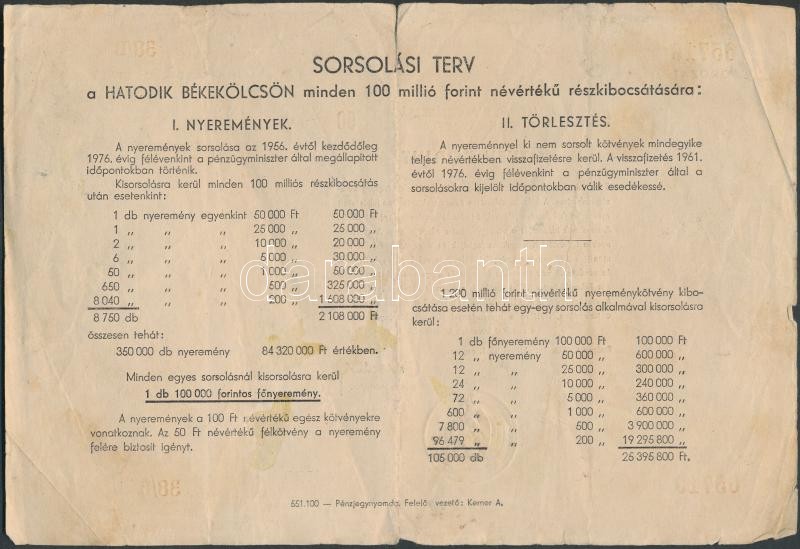 SORSOLÁSI TERV
a HATODIK BÉKEKÖLCSÖN minden 100 millió forint névértékű részkibocsátására:
I. NYEREMÉNYEK.
A nyeremények sorsolása az 1956. évtől kezdődőleg
1976. évig félévenkint a pénzügyminiszter által megállapított
időpontokban történik.
Kisorsolásra kerül minden 100 milliós részkibocsátás
után esetenkint:
1 db nyeremény egyenkint 50 000 Ft 50 000 Ft
1 „ „ „ 25 000 „ 25 000 „
2 „ „ „ 10 000 „ 20 000 „
6 „ „ „ 5 000 „ 30 000 „
50 „ „ „ 1 000 „ 50 000 „
650 „ „ „ 500 „ 325 000 „
8 040 „ „ „ 200 „ 1 608 000 „
8 750 db 2 108 000 Ft
összesen tehát:
350 000 db nyeremény 84 320 000 Ft értékben.
Minden egyes sorsolásnál kisorsolásra kerül
1 db 100 000 forintos főnyeremény.
A nyeremények a 100 Ft névértékű egész kötvényekre
vonatkoznak. Az 50 Ft névértékű félkötvény a nyeremény
felére biztosít igényt.
II. TÖRLESZTÉS.
A nyereménnyel ki nem sorsolt kötvények mindegyike
teljes névértékben visszafizetésre kerül. A visszafizetés 1961.
évtől 1976. évig félévenkint a pénzügyminiszter által a
sorsolásokra kijelölt időpontokban válik esedékessé.
1.200 millió forint névértékű nyereménykötvény kibo-
csátása esetén tehát egy-egy sorsolás alkalmával kisorsolásra
kerül:
1 db főnyeremény 100 000 Ft 100 000 Ft
12 „ nyeremény 50 000 „ 600 000 „
12 „ „ 25 000 „ 300 000 „
24 „ „ 10 000 „ 240 000 „
72 „ „ 5 000 „ 360 000 „
600 „ „ 1 000 „ 600 000 „
7 800 „ „ 500 „ 3 900 000 „
96 479 „ „ 200 „ 19 295 800 „
105 000 db 25 395 800 Ft.
551.100 — Pénzjegynyomda. Felelős vezető: Kerner A.
darabanth